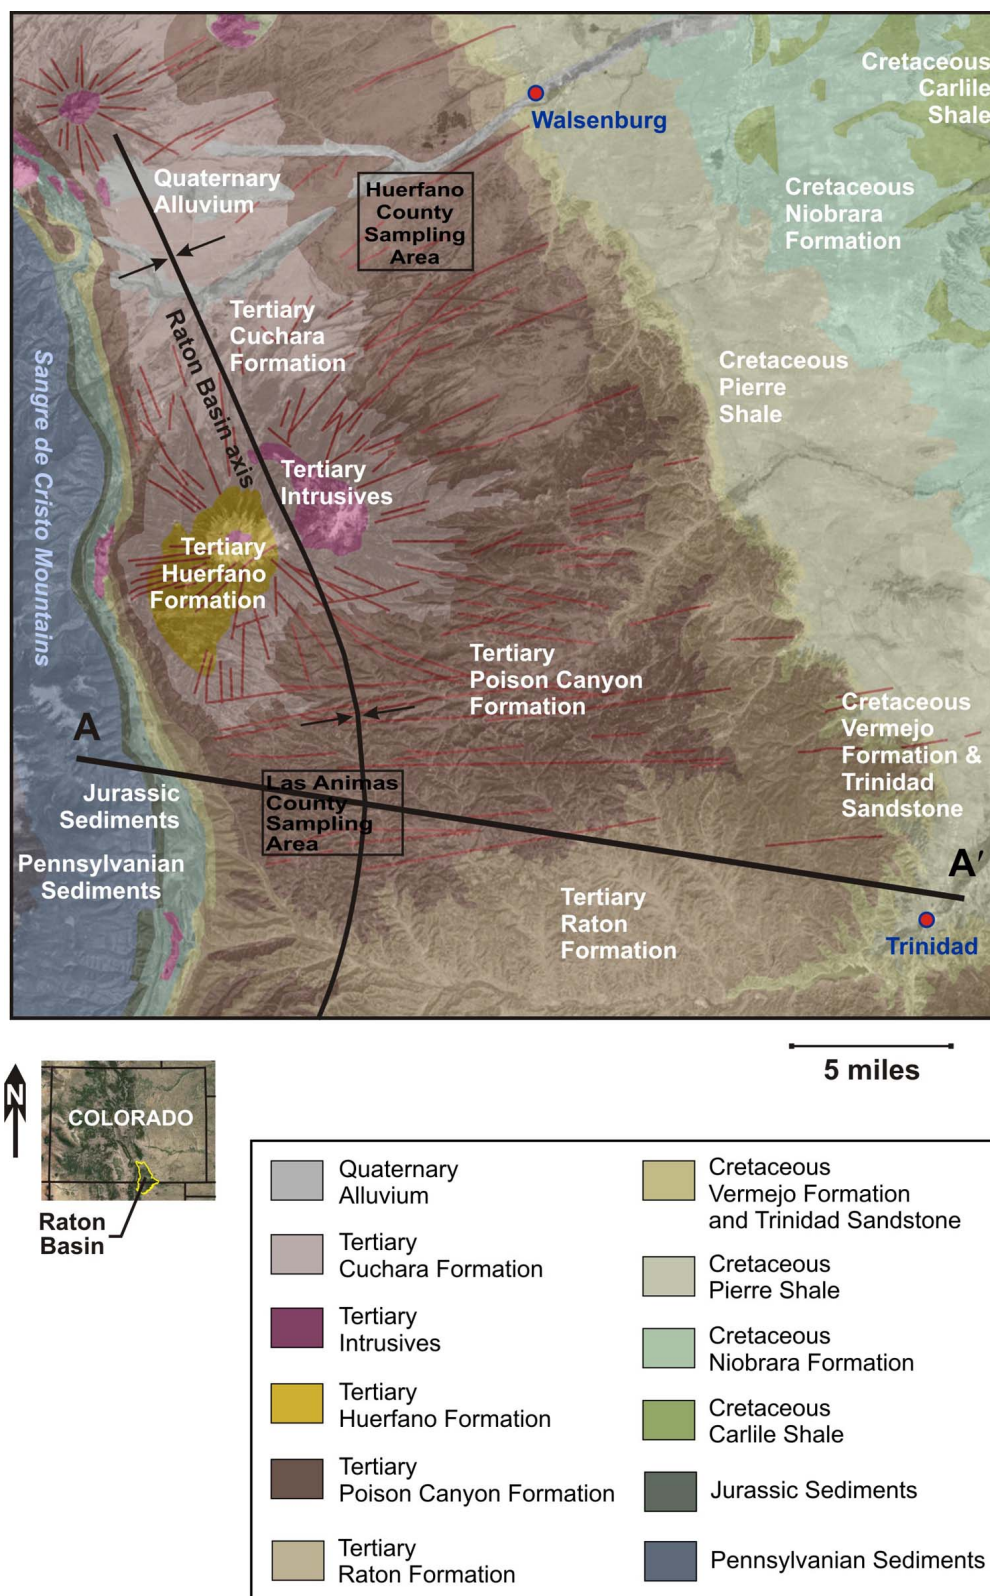 Cretaceous
Carlile
Shale
Walsenburg
Quaternary
Alluvium
Huerfano
County
Sampling
Area
Cretaceous
Niobrara
Formation
Tertiary
Cuchara
Formation
Raton Basin axis
Sangre de Cristo Mountains
Cretaceous
Pierre
Shale
Tertiary
Intrusives
Tertiary
Huerfano
Formation
Tertiary
Poison Canyon
Formation
Cretaceous
Vermejo
Formation &
Trinidad
Sandstone
A
Las Animas
County
Sampling
Area
Jurassic
Sediments
Pennsylvanian
Sediments
A′
Tertiary
Raton
Formation
Trinidad
5 miles
N
COLORADO
Raton
Basin
Quaternary
Alluvium
Tertiary
Cuchara Formation
Tertiary
Intrusives
Tertiary
Huerfano Formation
Tertiary
Poison Canyon Formation
Tertiary
Raton Formation
Cretaceous
Vermejo Formation
and Trinidad Sandstone
Cretaceous
Pierre Shale
Cretaceous
Niobrara Formation
Cretaceous
Carlile Shale
Jurassic Sediments
Pennsylvanian Sediments